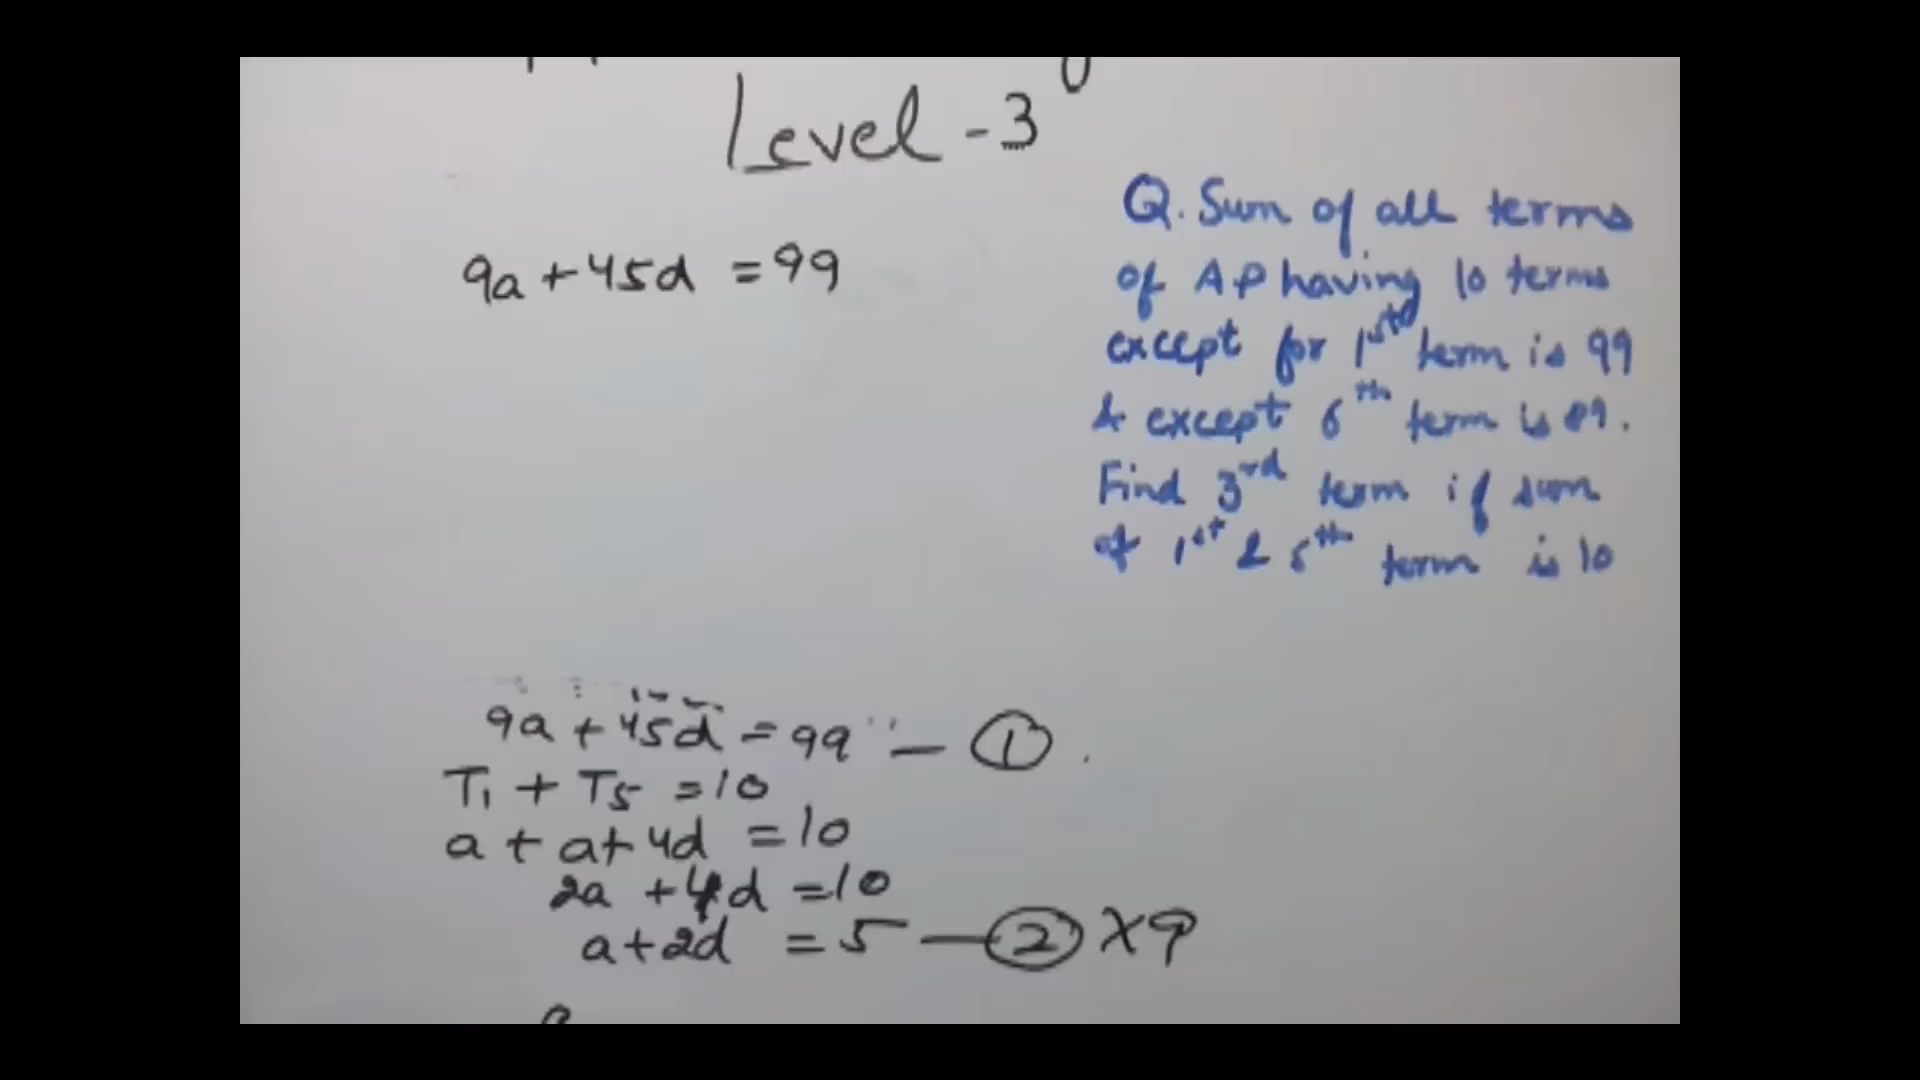 Level - 3
9a + 45d = 99
Q. Sum of all terms
of A.P having 10 terms
except for 1st term is 99
& except 6th term is 89.
Find 3rd term if sum
of 1st & 5th term is 10
9a + 45d = 99 — ①
T1 + T5 = 10
a + a + 4d = 10
2a + 4d = 10
a + 2d = 5 — ② X9